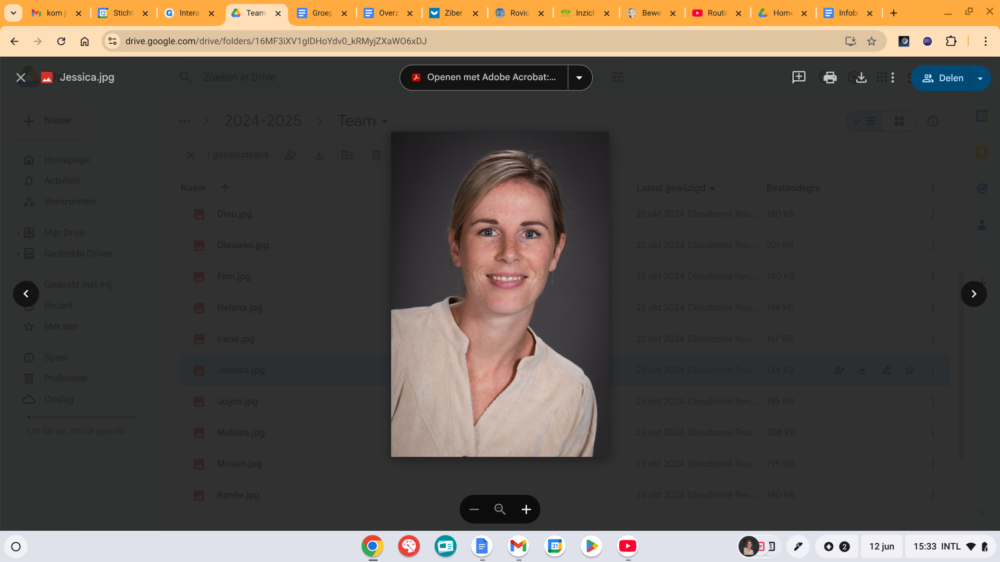 kom j
Sticht
Intera
Team
Groep
Overz
Ziber
Rovic
Inzich
Bewe
Routin
Home
Infob
drive.google.com/drive/folders/16MF3iXV1glDHoYdv0_kRMyjZXaWO6xDJ
Jessica.jpg
Zoeken in Drive
Openen met Adobe Acrobat:...
Delen
Nieuw
2024-2025
Team
1 geselecteerd
Homepage
Activiteit
Werkruimten
Mijn Drive
Gedeelde Drives
Gedeeld met mij
Recent
Met ster
Spam
Prullenbak
Opslag
5,51 GB van 150 GB gebruikt
Naam Laatst gewijzigd Bestandsgro
Dieu.jpg 23 okt 2024 Dieudonné Reu... 180 KB
Dieuwke.jpg 23 okt 2024 Dieudonné Reu... 221 KB
Finn.jpg 23 okt 2024 Dieudonné Reu... 140 KB
Helena.jpg 23 okt 2024 Dieudonné Reu... 194 KB
Irene.jpg 23 okt 2024 Dieudonné Reu... 167 KB
Jessica.jpg 23 okt 2024 Dieudonné Reu... 144 KB
Joyce.jpg 23 okt 2024 Dieudonné Reu... 185 KB
Melissa.jpg 23 okt 2024 Dieudonné Reu... 208 KB
Miriam.jpg 23 okt 2024 Dieudonné Reu... 195 KB
Renée.jpg 23 okt 2024 Dieudonné Reu... 190 KB
31
2
12 jun
15:33 INTL